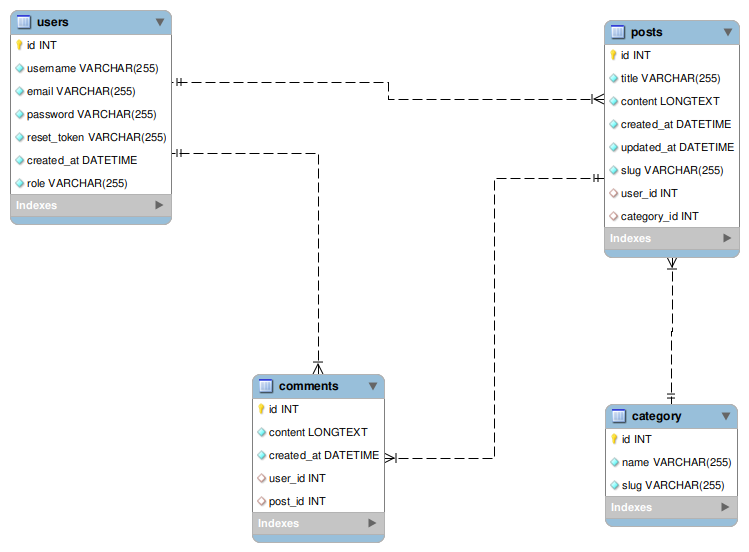 users
id INT
username VARCHAR(255)
email VARCHAR(255)
password VARCHAR(255)
reset_token VARCHAR(255)
created_at DATETIME
role VARCHAR(255)
Indexes
posts
id INT
title VARCHAR(255)
content LONGTEXT
created_at DATETIME
updated_at DATETIME
slug VARCHAR(255)
user_id INT
category_id INT
Indexes
comments
id INT
content LONGTEXT
created_at DATETIME
user_id INT
post_id INT
Indexes
category
id INT
name VARCHAR(255)
slug VARCHAR(255)
Indexes